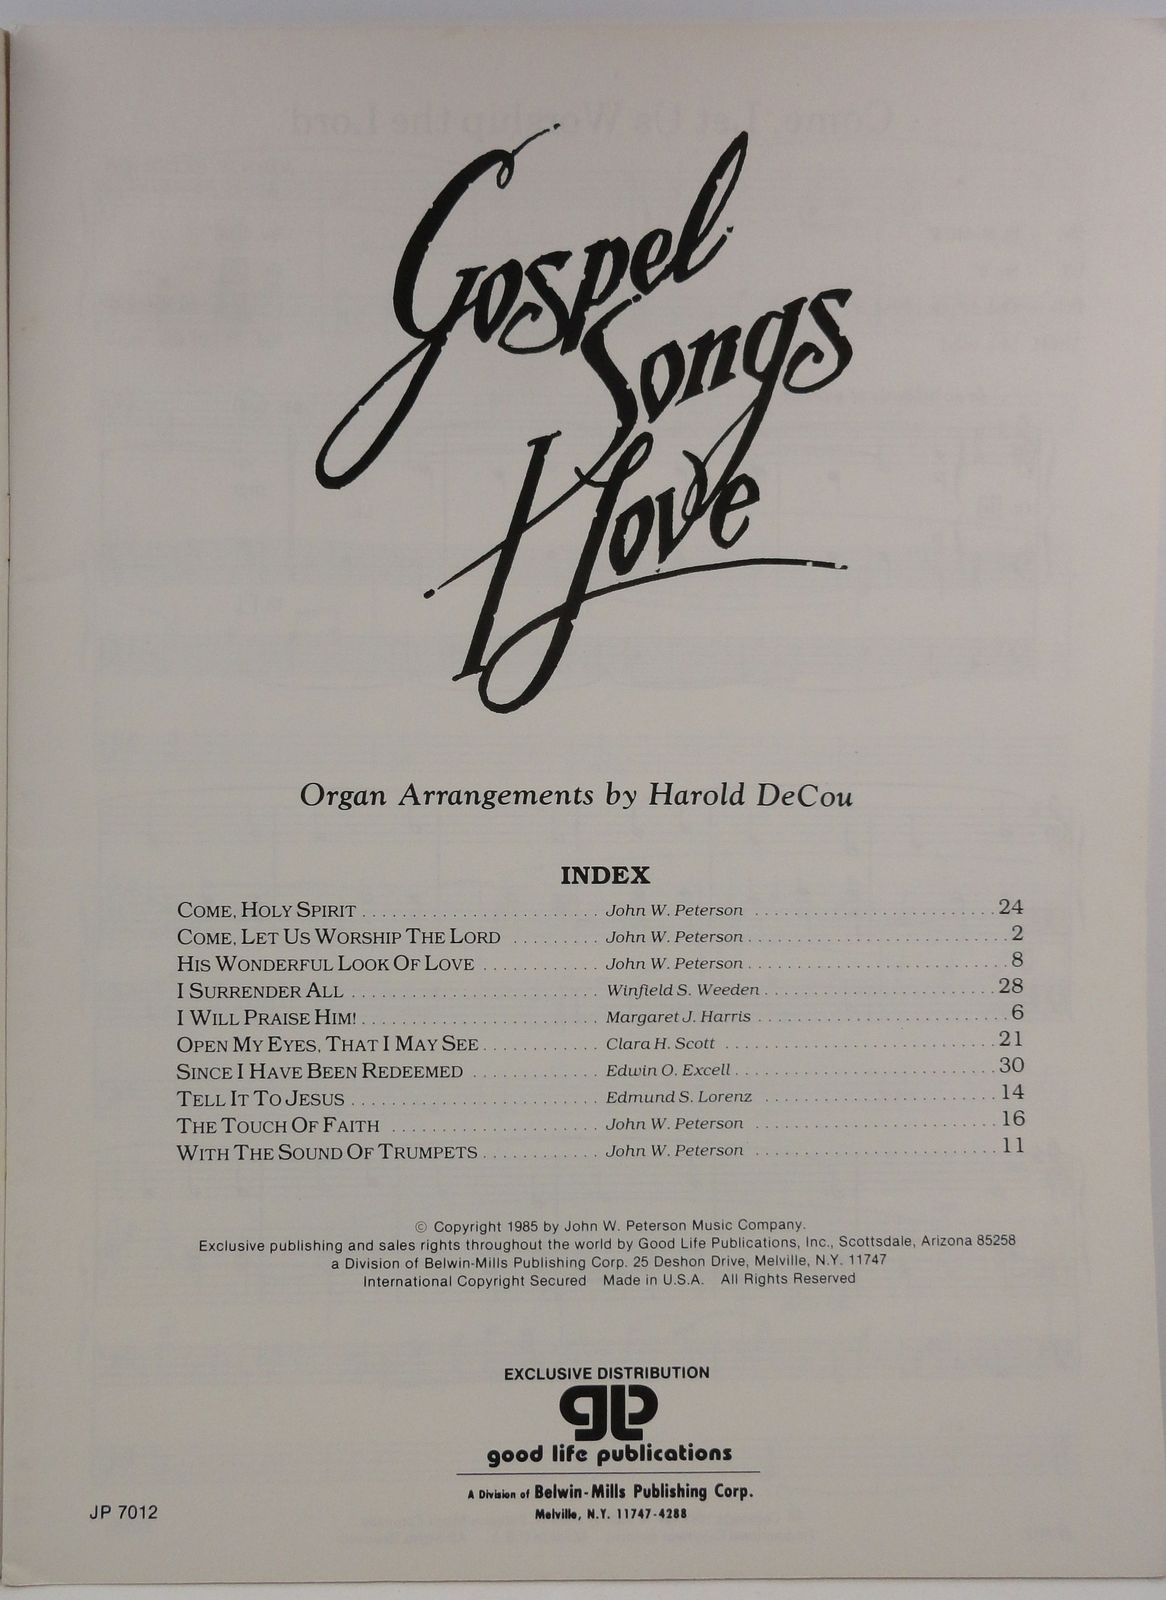 Gospel
Songs
I Love
Organ Arrangements by Harold DeCou
INDEX
COME, HOLY SPIRIT . . . . . . . . . . . . . . . . . . . . . . . . John W. Peterson . . . . . . . . . . . . . . . . . . . . . . . . . 24
COME, LET US WORSHIP THE LORD . . . . . . . . . John W. Peterson . . . . . . . . . . . . . . . . . . . . . . . . . . 2
HIS WONDERFUL LOOK OF LOVE . . . . . . . . . . . . John W. Peterson . . . . . . . . . . . . . . . . . . . . . . . . . . 8
I SURRENDER ALL . . . . . . . . . . . . . . . . . . . . . . . . . Winfield S. Weeden . . . . . . . . . . . . . . . . . . . . . . . . 28
I WILL PRAISE HIM! . . . . . . . . . . . . . . . . . . . . . . . . Margaret J. Harris . . . . . . . . . . . . . . . . . . . . . . . . . . 6
OPEN MY EYES, THAT I MAY SEE . . . . . . . . . . . . Clara H. Scott . . . . . . . . . . . . . . . . . . . . . . . . . . . . 21
SINCE I HAVE BEEN REDEEMED . . . . . . . . . . . . . Edwin O. Excell . . . . . . . . . . . . . . . . . . . . . . . . . . . 30
TELL IT TO JESUS . . . . . . . . . . . . . . . . . . . . . . . . . Edmund S. Lorenz . . . . . . . . . . . . . . . . . . . . . . . . 14
THE TOUCH OF FAITH . . . . . . . . . . . . . . . . . . . . . John W. Peterson . . . . . . . . . . . . . . . . . . . . . . . . . 16
WITH THE SOUND OF TRUMPETS . . . . . . . . . . . . John W. Peterson . . . . . . . . . . . . . . . . . . . . . . . . . 11
© Copyright 1985 by John W. Peterson Music Company.
Exclusive publishing and sales rights throughout the world by Good Life Publications, Inc., Scottsdale, Arizona 85258
a Division of Belwin-Mills Publishing Corp. 25 Deshon Drive, Melville, N.Y. 11747
International Copyright Secured Made in U.S.A. All Rights Reserved
EXCLUSIVE DISTRIBUTION
glp
good life publications
A Division of Belwin-Mills Publishing Corp.
Melville, N.Y. 11747-4288
JP 7012